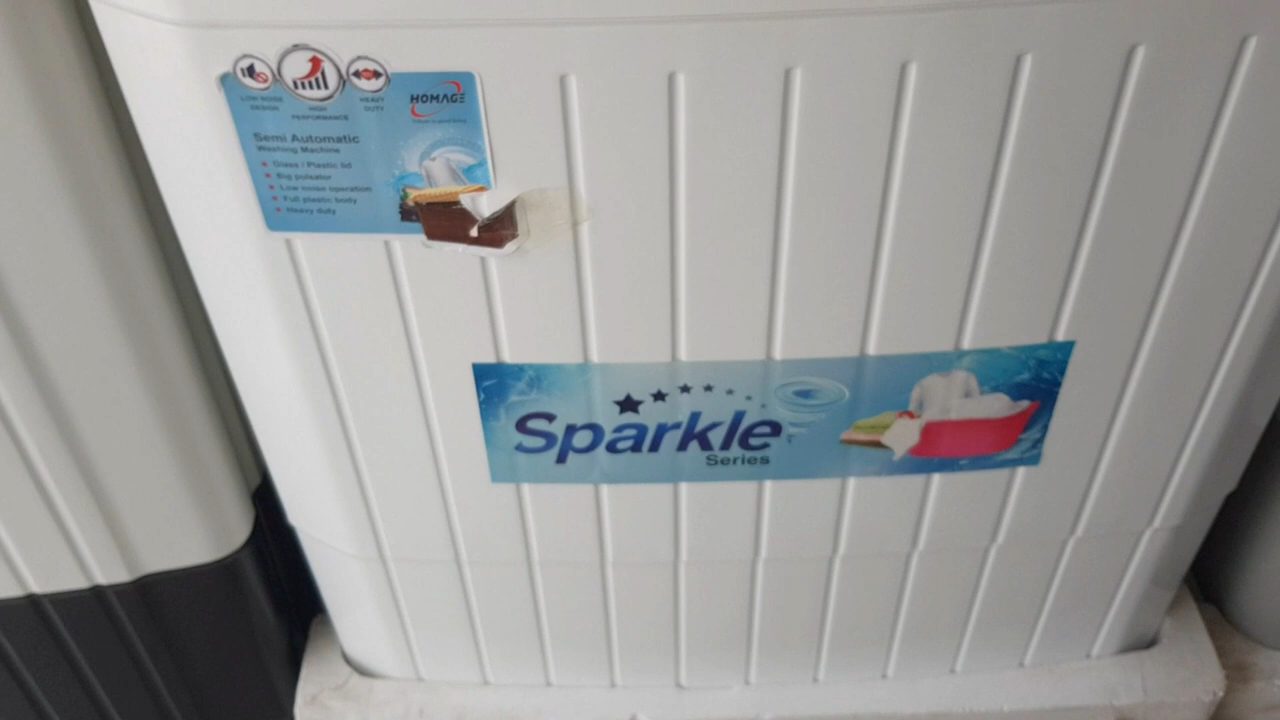 LOW NOISE
DESIGN
HIGH
PERFORMANCE
HEAVY
DUTY
HOMAGE
Semi Automatic
Washing Machine
Glass / Plastic lid
Big pulsator
Low noise operation
Full plastic body
Heavy duty
Sparkle
Series